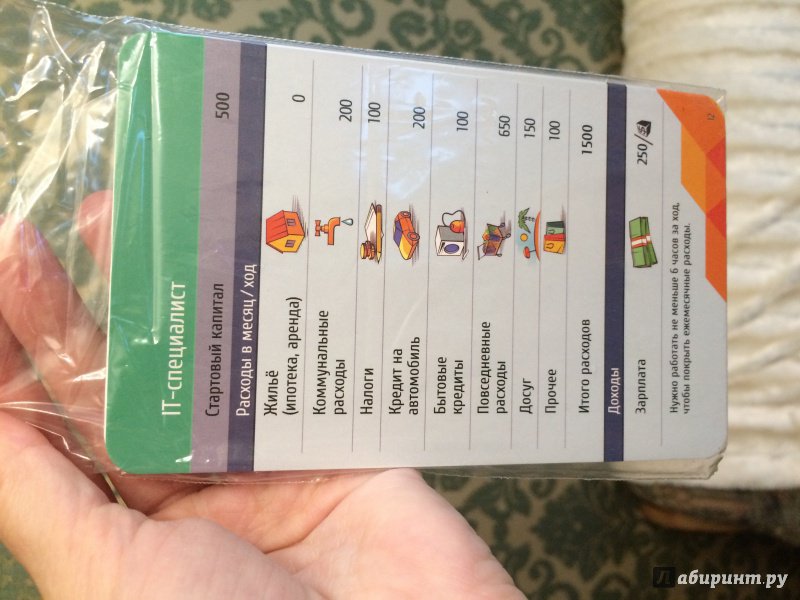 IT-специалист
Стартовый капитал 500
Расходы в месяц/ход
Жильё
(ипотека, аренда) 0
Коммунальные
расходы 200
Налоги 100
Кредит на
автомобиль 200
Бытовые
кредиты 100
Повседневные
расходы 650
Досуг 150
Прочее 100
Итого расходов 1500
Доходы
Зарплата 250/
Нужно работать не меньше 6 часов за ход,
чтобы покрыть ежемесячные расходы.
12
Лабиринт.ру